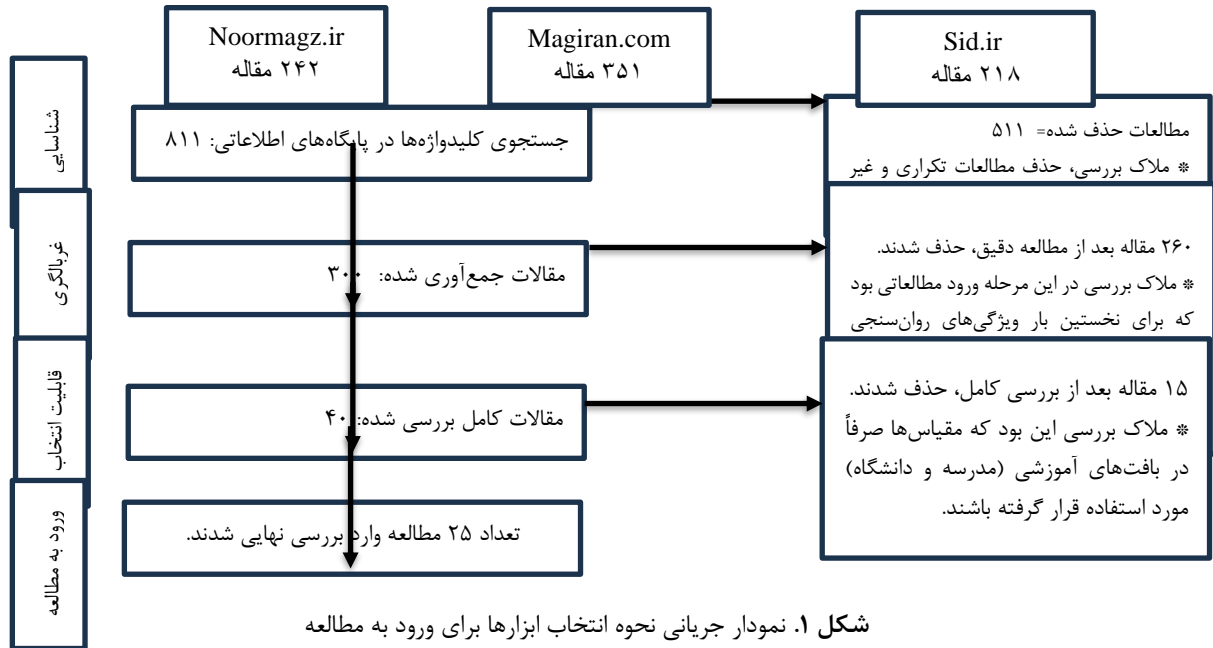 Noormagz.ir
۲۴۲ مقاله
Magiran.com
۳۵۱ مقاله
Sid.ir
۲۱۸ مقاله
شناسایی
جستجوی کلیدواژه‌ها در پایگاه‌های اطلاعاتی: ۸۱۱
مطالعات حذف شده= ۵۱۱
* ملاک بررسی، حذف مطالعات تکراری و غیر
غربالگری
مقالات جمع‌آوری شده: ۳۰۰
۲۶۰ مقاله بعد از مطالعه دقیق، حذف شدند.
* ملاک بررسی در این مرحله ورود مطالعاتی بود
که برای نخستین بار ویژگی‌های روان‌سنجی
قابلیت انتخاب
مقالات کامل بررسی شده: ۴۰
۱۵ مقاله بعد از بررسی کامل، حذف شدند.
* ملاک بررسی این بود که مقیاس‌ها صرفاً
در بافت‌های آموزشی (مدرسه و دانشگاه)
مورد استفاده قرار گرفته باشند.
ورود به مطالعه
تعداد ۲۵ مطالعه وارد بررسی نهایی شدند.
شکل ۱. نمودار جریانی نحوه انتخاب ابزارها برای ورود به مطالعه